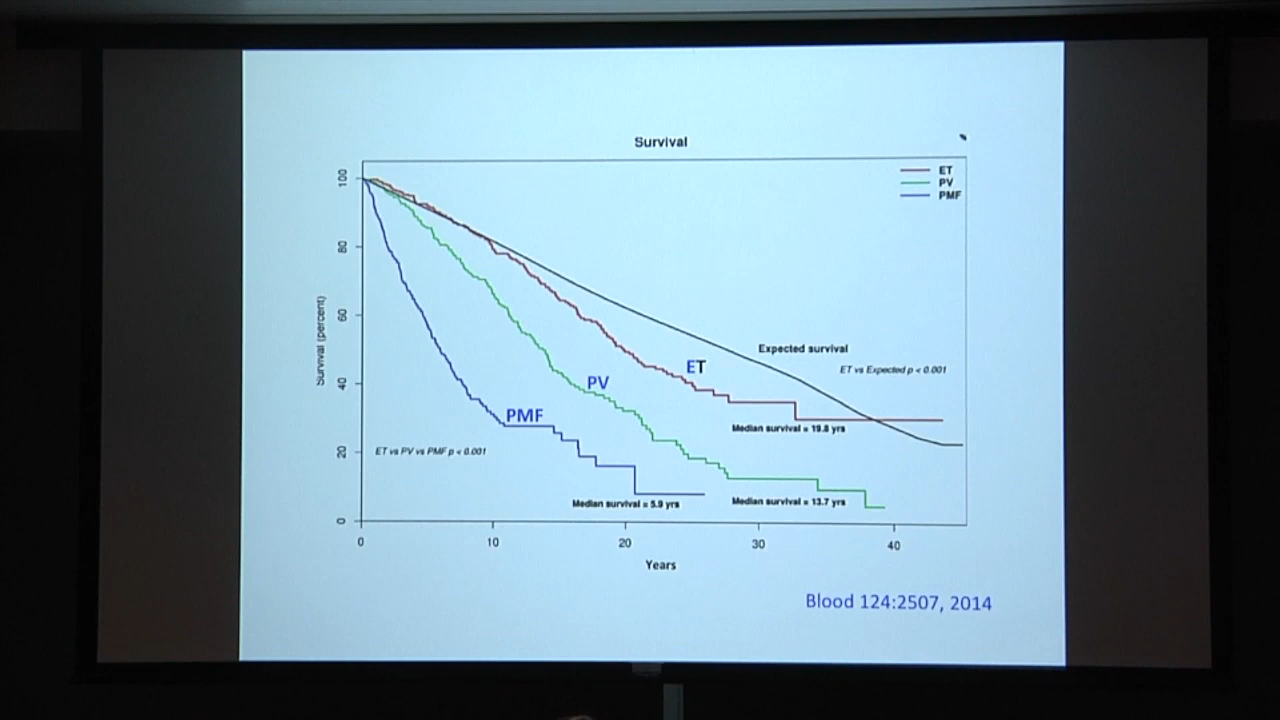 Survival
ET
PV
PMF
100
80
60
40
20
0
Survival (percent)
Expected survival
ET vs Expected p < 0.001
ET
PV
PMF
Median survival = 19.8 yrs
ET vs PV vs PMF p < 0.001
Median survival = 5.9 yrs
Median survival = 13.7 yrs
0 10 20 30 40
Years
Blood 124:2507, 2014